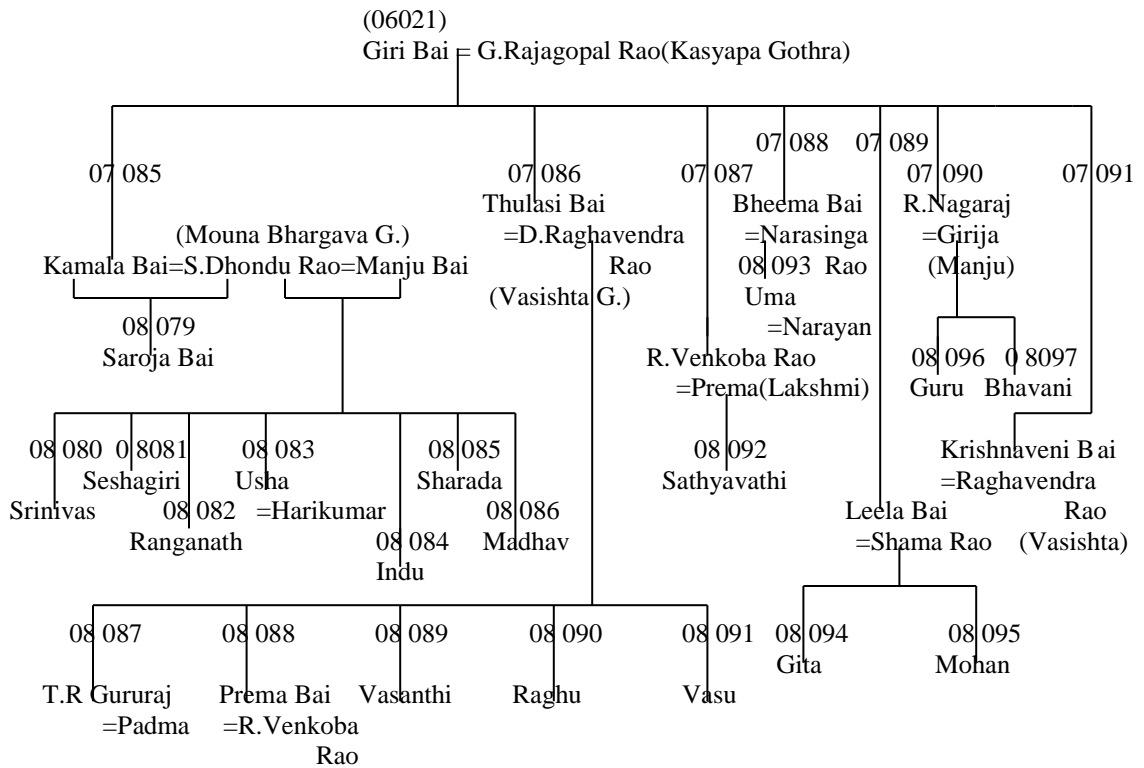 (06021)
Giri Bai = G.Rajagopal Rao(Kasyapa Gothra)
07 088 07 089
07 085 07 086 07 087 07 090 07 091
Thulasi Bai Bheema Bai R.Nagaraj
(Mouna Bhargava G.) =D.Raghavendra =Narasinga =Girija
Kamala Bai=S.Dhondu Rao=Manju Bai Rao 08 093 Rao (Manju)
(Vasishta G.) Uma
08 079 =Narayan
Saroja Bai R.Venkoba Rao 08 096 0 8097
=Prema(Lakshmi) Guru Bhavani
08 080 0 8081 08 083 08 085 08 092 Krishnaveni Bai
Seshagiri Usha Sharada Sathyavathi =Raghavendra
Srinivas 08 082 =Harikumar 08 086 Leela Bai Rao
Ranganath 08 084 Madhav =Shama Rao (Vasishta)
Indu
08 087 08 088 08 089 08 090 08 091 08 094 08 095
Gita Mohan
T.R Gururaj Prema Bai Vasanthi Raghu Vasu
=Padma =R.Venkoba
Rao